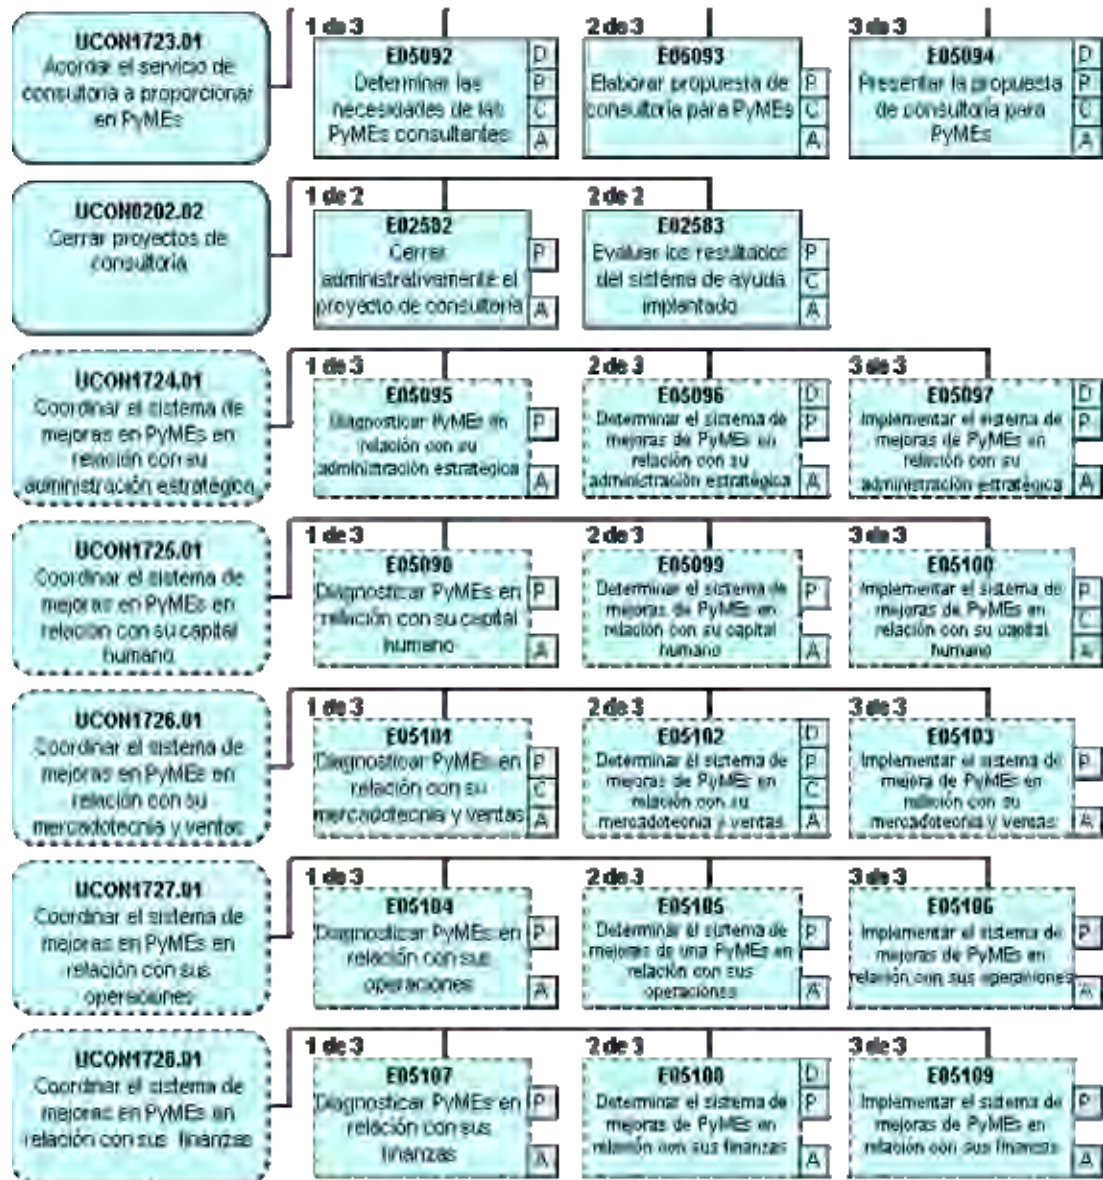 UCON1723.01
Acordar el servicio de
consultoría a proporcionar
en PyMEs
1 de 3
E05092
Determinar las
necesidades de las
PyMEs consultantes
D
P
C
A
2 de 3
E05093
Elaborar propuesta de
consultoría para PyMEs
P
C
A
3 de 3
E05094
Presentar la propuesta
de consultoría para
PyMEs
D
P
C
A
UCON0202.02
Cerrar proyectos de
consultoría
1 de 2
E02582
Cerrar
administrativamente el
proyecto de consultoría
P
A
2 de 2
E02583
Evaluar los resultados
del sistema de ayuda
implantado
P
C
A
UCON1724.01
Coordinar el sistema de
mejoras en PyMEs en
relación con su
administración estratégica
1 de 3
E05095
Diagnosticar PyMEs en
relación con su
administración estratégica
P
A
2 de 3
E05096
Determinar el sistema de
mejoras de PyMEs en
relación con su
administración estratégica
D
P
A
3 de 3
E05097
Implementar el sistema de
mejoras de PyMEs en
relación con su
administración estratégica
D
P
A
UCON1725.01
Coordinar el sistema de
mejoras en PyMEs en
relación con su capital
humano
1 de 3
E05098
Diagnosticar PyMEs en
relación con su capital
humano
P
A
2 de 3
E05099
Determinar el sistema de
mejoras de PyMEs en
relación con su capital
humano
P
A
3 de 3
E05100
Implementar el sistema de
mejoras de PyMEs en
relación con su capital
humano
P
C
A
UCON1726.01
Coordinar el sistema de
mejoras en PyMEs en
relación con su
mercadotecnia y ventas
1 de 3
E05101
Diagnosticar PyMEs en
relación con su
mercadotecnia y ventas
P
C
A
2 de 3
E05102
Determinar el sistema de
mejoras de PyMEs en
relación con su
mercadotecnia y ventas
D
P
C
A
3 de 3
E05103
Implementar el sistema de
mejora de PyMEs en
relación con su
mercadotecnia y ventas
P
A
UCON1727.01
Coordinar el sistema de
mejoras en PyMEs en
relación con sus
operaciones
1 de 3
E05104
Diagnosticar PyMEs en
relación con sus
operaciones
P
A
2 de 3
E05105
Determinar el sistema de
mejoras de una PyMEs en
relación con sus
operaciones
P
A
3 de 3
E05106
Implementar el sistema de
mejoras de PyMEs en
relación con sus operaciones
P
A
UCON1728.01
Coordinar el sistema de
mejoras en PyMEs en
relación con sus finanzas
1 de 3
E05107
Diagnosticar PyMEs en
relación con sus
finanzas
P
A
2 de 3
E05108
Determinar el sistema de
mejoras de PyMEs en
relación con sus finanzas
D
P
A
3 de 3
E05109
Implementar el sistema de
mejoras de PyMEs en
relación con sus finanzas
P
A